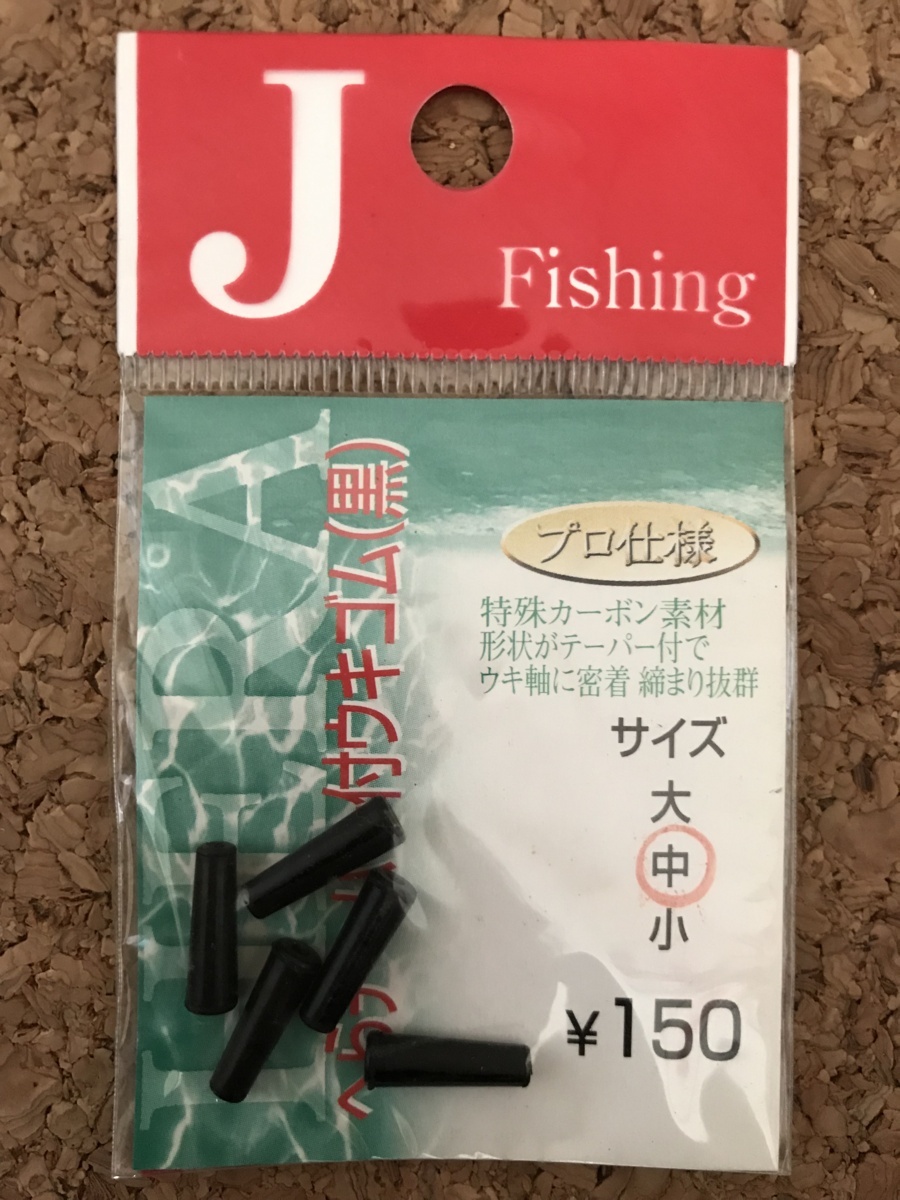 J
Fishing
HERA
付ウキゴム(黒)
プロ仕様
特殊カーボン素材
形状がテーパー付で
ウキ軸に密着 締まり抜群
サイズ
大
中
小
¥150